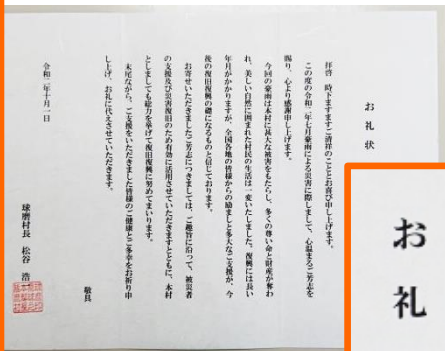 お礼状
拝啓 時下ますますご清祥のこととお喜び申し上げます。
この度の令和二年七月豪雨による災害に際しまして、心温まるご芳志を
賜り、心より感謝申し上げます。
今回の豪雨は本村に甚大な被害をもたらし、多くの尊い命と財産が奪わ
れ、美しい自然に囲まれた村民の生活は一変いたしました。復興には長い
年月がかかりますが、全国各地の皆様からの励ましと多大なご支援が、今
後の復旧復興の礎になるものと信じております。
お寄せいただきましたご芳志につきましては、ご趣旨に沿って、被災者
の支援及び災害復旧のため有効に活用させていただきますとともに、本村
としましても総力を挙げて復旧復興に努めてまいります。
末尾ながら、ご支援をいただきました皆様のご健康とご多幸をお祈り申
し上げ、お礼に代えさせていただきます。
敬具
令和二年十月一日
球磨村長 松谷 浩
お礼